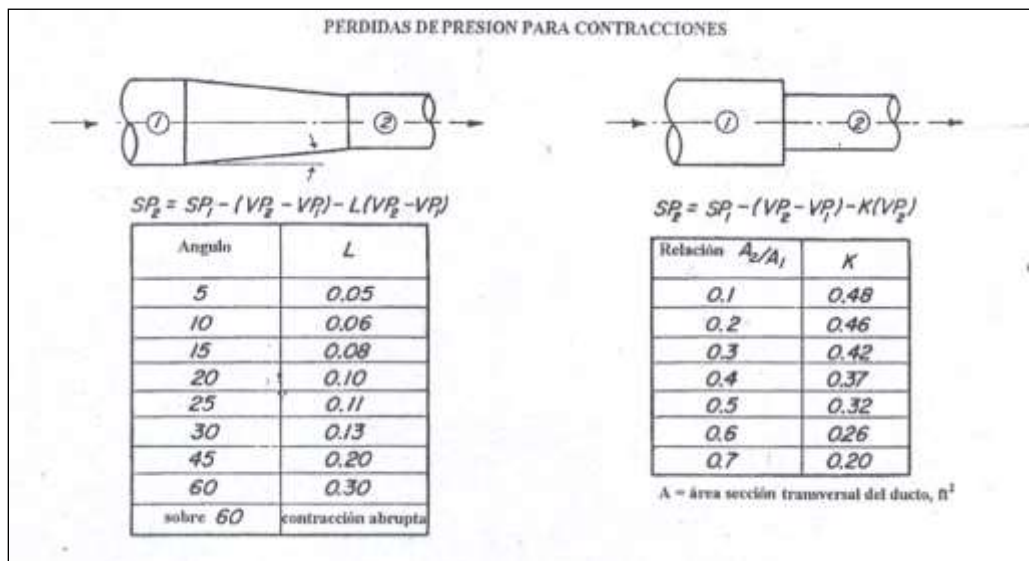 PERDIDAS DE PRESION PARA CONTRACCIONES
1 2
SP2 = SP1 - (VP2 - VP1) - L(VP2 - VP1)
Angulo L
5 0.05
10 0.06
15 0.08
20 0.10
25 0.11
30 0.13
45 0.20
60 0.30
sobre 60 contracción abrupta
1 2
SP2 = SP1 - (VP2 - VP1) - K(VP2)
Relación A2/A1 K
0.1 0.48
0.2 0.46
0.3 0.42
0.4 0.37
0.5 0.32
0.6 026
0.7 0.20
A = área sección transversal del ducto, ft²